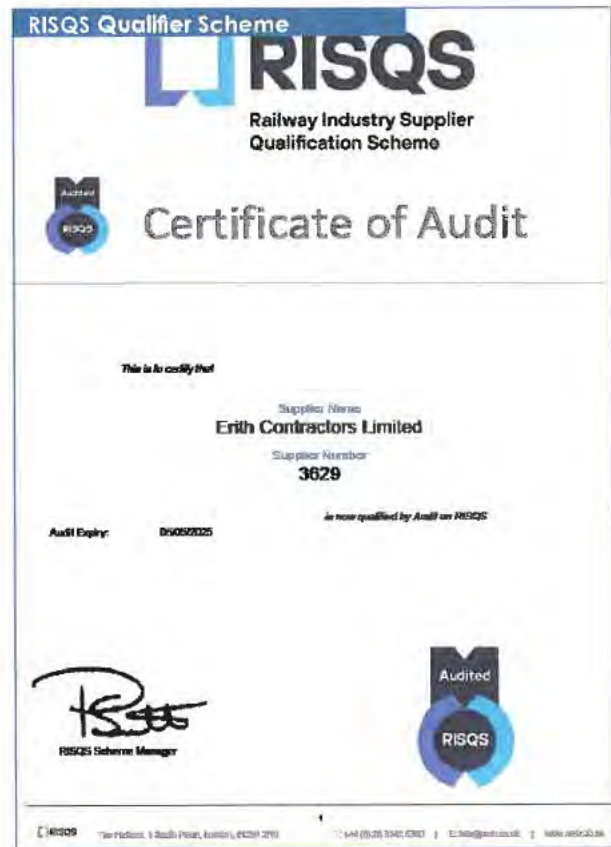 RISQS Qualifier Scheme
RISQS
Railway Industry Supplier
Qualification Scheme
Audited
RISQS
Certificate of Audit
This is to certify that
Supplier Name
Erith Contractors Limited
Supplier Number
3629
is now qualified by Audit on RISQS
Audit Expiry:
Audited
RISQS
RISQS Scheme Manager
1
RISQS